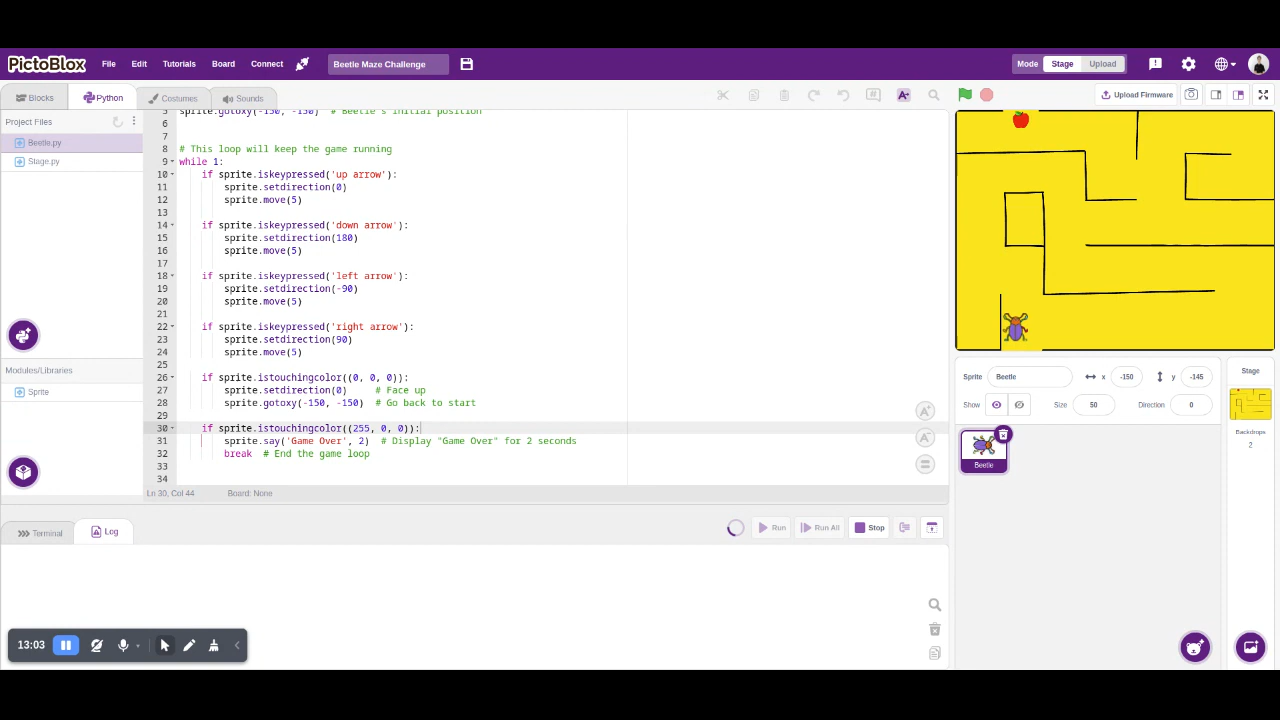 PictoBlox File Edit Tutorials Board Connect Beetle Maze Challenge Mode Stage Upload
Blocks Python Costumes Sounds Upload Firmware
Project Files
Beetle.py
Stage.py
Modules/Libraries
Sprite
5 sprite.gotoxy(-150, -150)  # Beetle's initial position
6
7
8 # This loop will keep the game running
9 while 1:
10 if sprite.iskeypressed('up arrow'):
11 sprite.setdirection(0)
12 sprite.move(5)
13
14 if sprite.iskeypressed('down arrow'):
15 sprite.setdirection(180)
16 sprite.move(5)
17
18 if sprite.iskeypressed('left arrow'):
19 sprite.setdirection(-90)
20 sprite.move(5)
21
22 if sprite.iskeypressed('right arrow'):
23 sprite.setdirection(90)
24 sprite.move(5)
25
26 if sprite.istouchingcolor((0, 0, 0)):
27 sprite.setdirection(0)     # Face up
28 sprite.gotoxy(-150, -150)  # Go back to start
29
30 if sprite.istouchingcolor((255, 0, 0)):
31 sprite.say('Game Over', 2)  # Display "Game Over" for 2 seconds
32 break  # End the game loop
33
34
Ln 30, Col 44 Board: None
Terminal Log Run Run All Stop
Sprite Beetle x -150 y -145
Show Size 50 Direction 0
Beetle
Stage
Backdrops
2
13:03